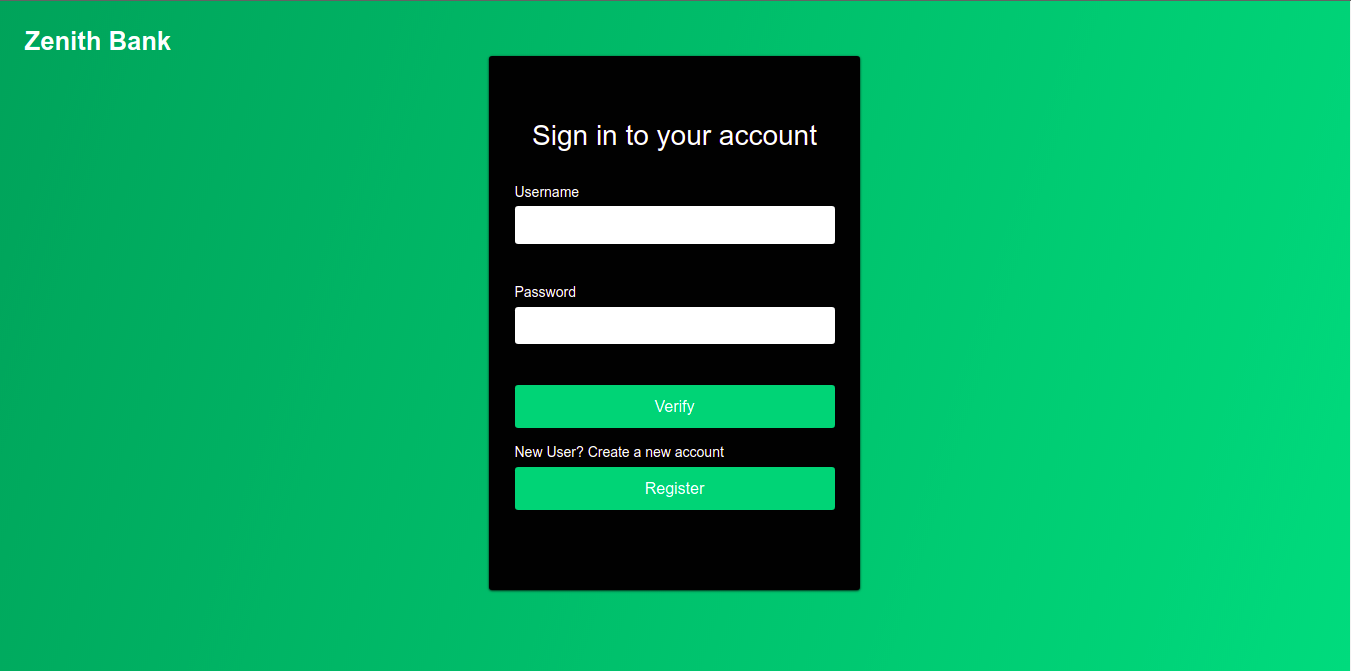 Zenith Bank
Sign in to your account
Username
Password
Verify
New User? Create a new account
Register